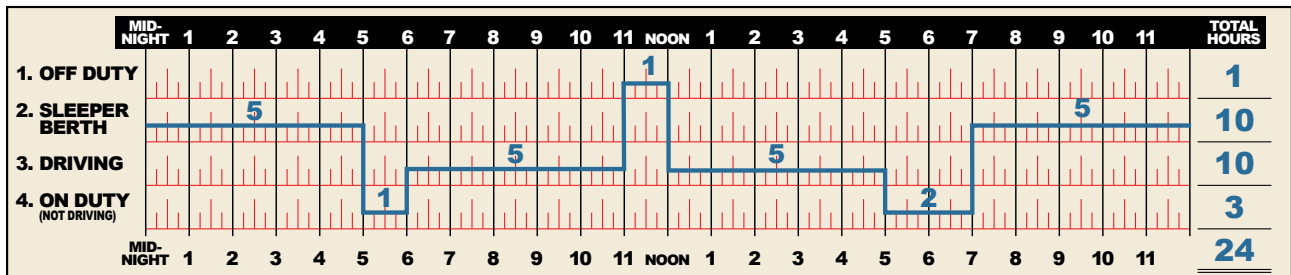 MID-NIGHT 1 2 3 4 5 6 7 8 9 10 11 NOON 1 2 3 4 5 6 7 8 9 10 11 TOTAL HOURS
1. OFF DUTY 1 1
2. SLEEPER BERTH 5 5 10
3. DRIVING 5 5 10
4. ON DUTY (NOT DRIVING) 1 2 3
MID-NIGHT 1 2 3 4 5 6 7 8 9 10 11 NOON 1 2 3 4 5 6 7 8 9 10 11 24